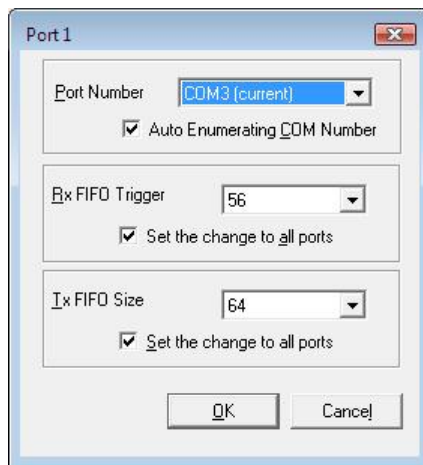 Port 1
Port Number COM3 (current)
Auto Enumerating COM Number
Rx FIFO Trigger 56
Set the change to all ports
Tx FIFO Size 64
Set the change to all ports
OK Cancel